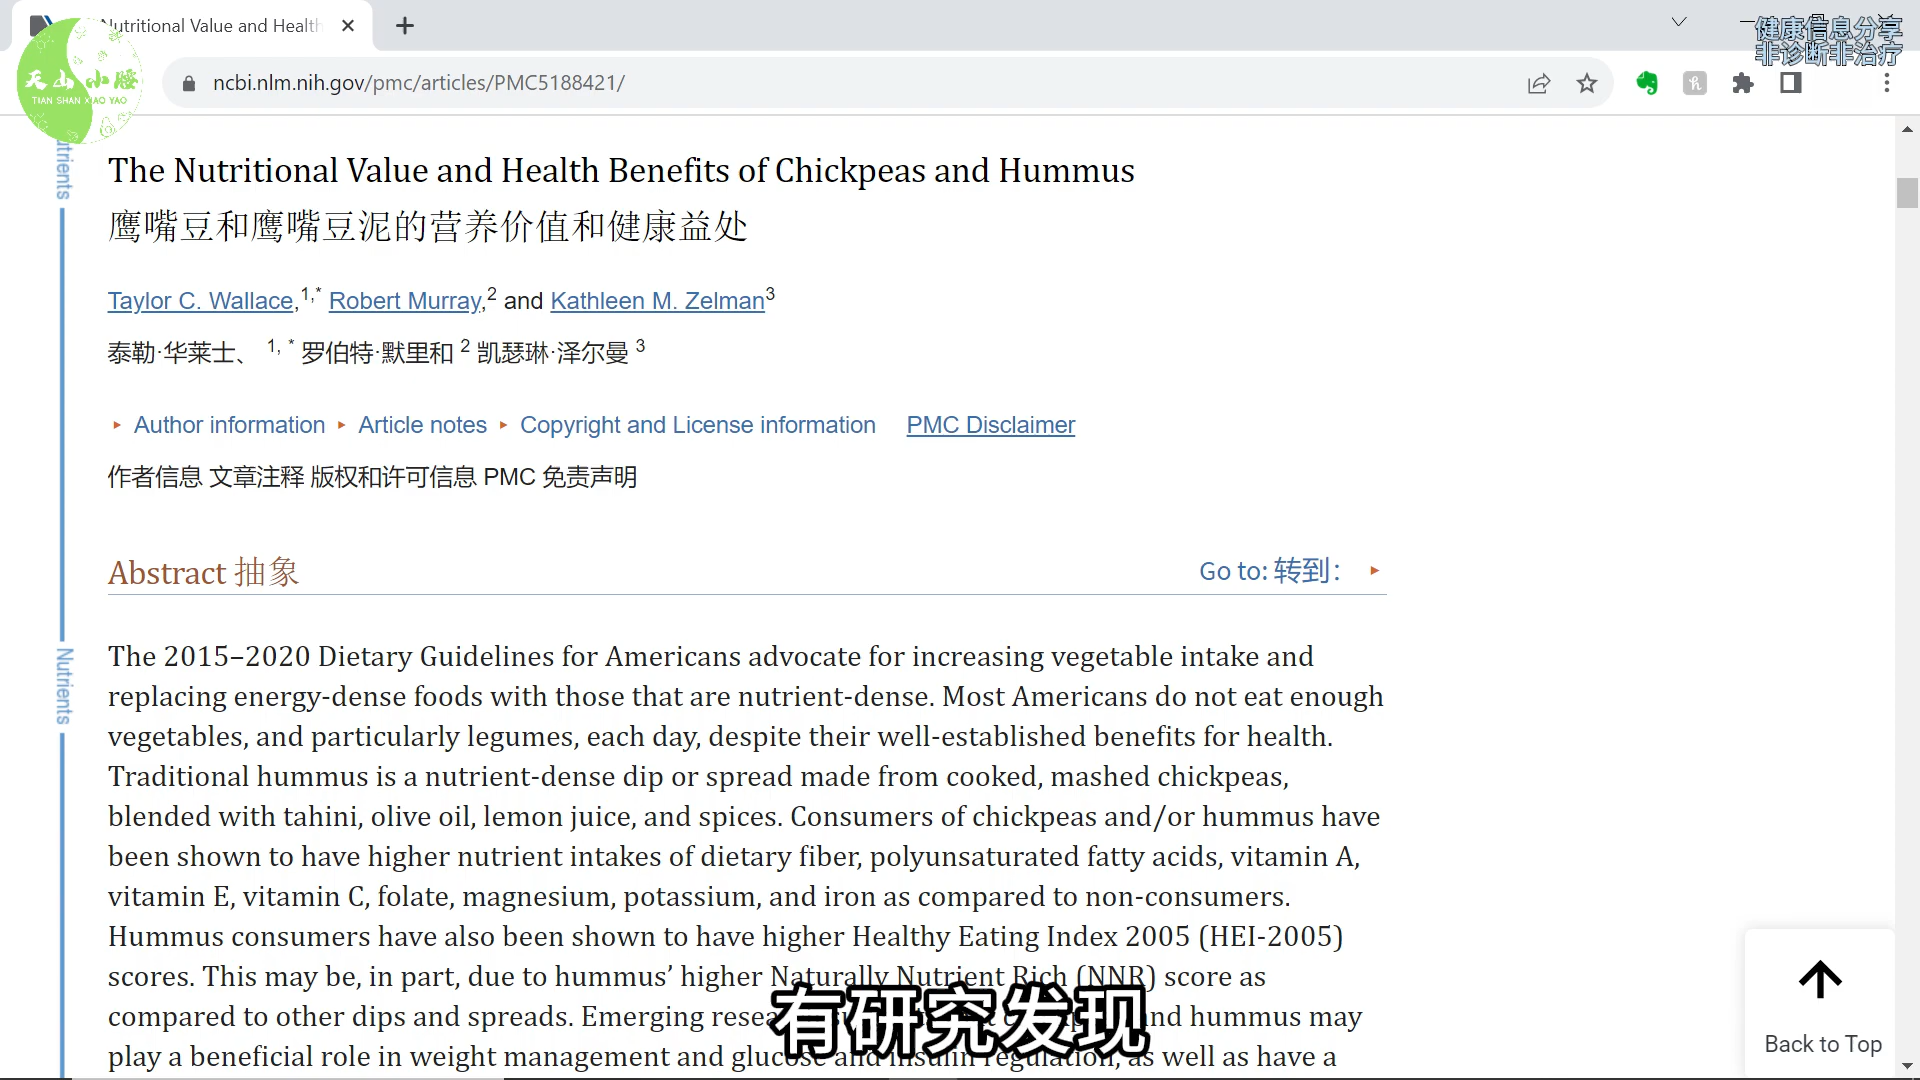 Nutritional Value and Health
健康信息分享
非诊断非治疗
天山小腰
TIAN SHAN XIAO YAO
ncbi.nlm.nih.gov/pmc/articles/PMC5188421/
The Nutritional Value and Health Benefits of Chickpeas and Hummus
鹰嘴豆和鹰嘴豆泥的营养价值和健康益处
Taylor C. Wallace,1,* Robert Murray,2 and Kathleen M. Zelman3
泰勒·华莱士、 1, * 罗伯特·默里和 2 凯瑟琳·泽尔曼 3
Author information Article notes Copyright and License information PMC Disclaimer
作者信息 文章注释 版权和许可信息 PMC 免责声明
Abstract 抽象
Go to: 转到：
The 2015–2020 Dietary Guidelines for Americans advocate for increasing vegetable intake and
replacing energy-dense foods with those that are nutrient-dense. Most Americans do not eat enough
vegetables, and particularly legumes, each day, despite their well-established benefits for health.
Traditional hummus is a nutrient-dense dip or spread made from cooked, mashed chickpeas,
blended with tahini, olive oil, lemon juice, and spices. Consumers of chickpeas and/or hummus have
been shown to have higher nutrient intakes of dietary fiber, polyunsaturated fatty acids, vitamin A,
vitamin E, vitamin C, folate, magnesium, potassium, and iron as compared to non-consumers.
Hummus consumers have also been shown to have higher Healthy Eating Index 2005 (HEI-2005)
scores. This may be, in part, due to hummus’ higher Naturally Nutrient Rich (NNR) score as
compared to other dips and spreads. Emerging and hummus may
play a beneficial role in weight management and glucose and insulin regulation, as well as have a
有研究发现
Nutrients
Back to Top